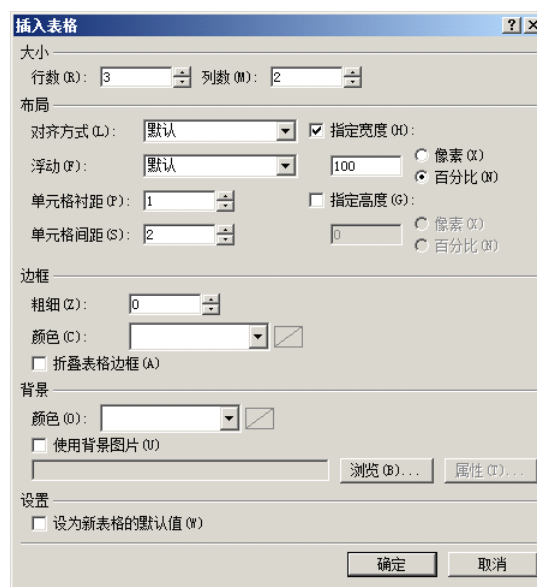 插入表格
大小
行数(R): 3 列数(M): 2
布局
对齐方式(L): 默认 指定宽度(H):
浮动(F): 默认 100 像素(X)
百分比(N)
单元格衬距(P): 1 指定高度(G):
单元格间距(S): 2 0 像素(X)
百分比(N)
边框
粗细(Z): 0
颜色(C):
折叠表格边框(A)
背景
颜色(O):
使用背景图片(U)
浏览(B)... 属性(T)...
设置
设为新表格的默认值(W)
确定 取消